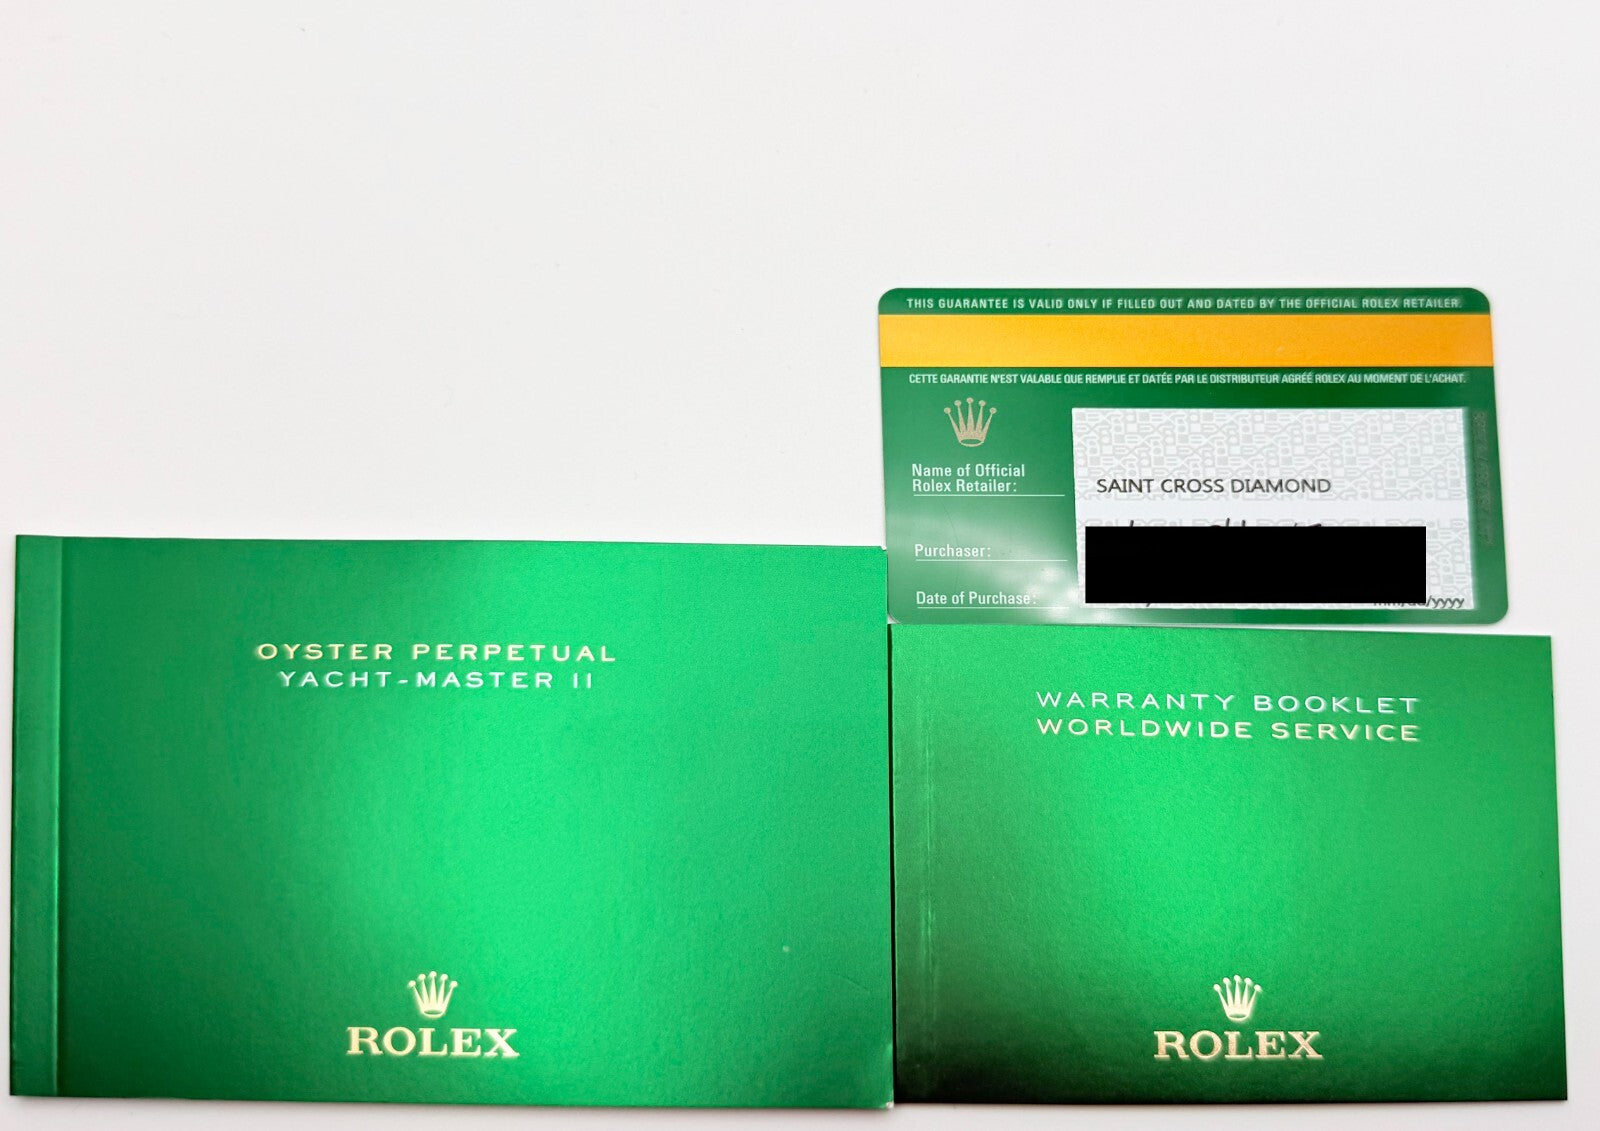 THIS GUARANTEE IS VALID ONLY IF FILLED OUT AND DATED BY THE OFFICIAL ROLEX RETAILER.
CETTE GARANTIE N'EST VALABLE QUE REMPLIE ET DATÉE PAR LE DISTRIBUTEUR AGRÉÉ ROLEX AU MOMENT DE L'ACHAT.
Name of Official
Rolex Retailer:
SAINT CROSS DIAMOND
Purchaser:
Date of Purchase:
mm/dd/yyyy
OYSTER PERPETUAL
YACHT-MASTER II
ROLEX
WARRANTY BOOKLET
WORLDWIDE SERVICE
ROLEX